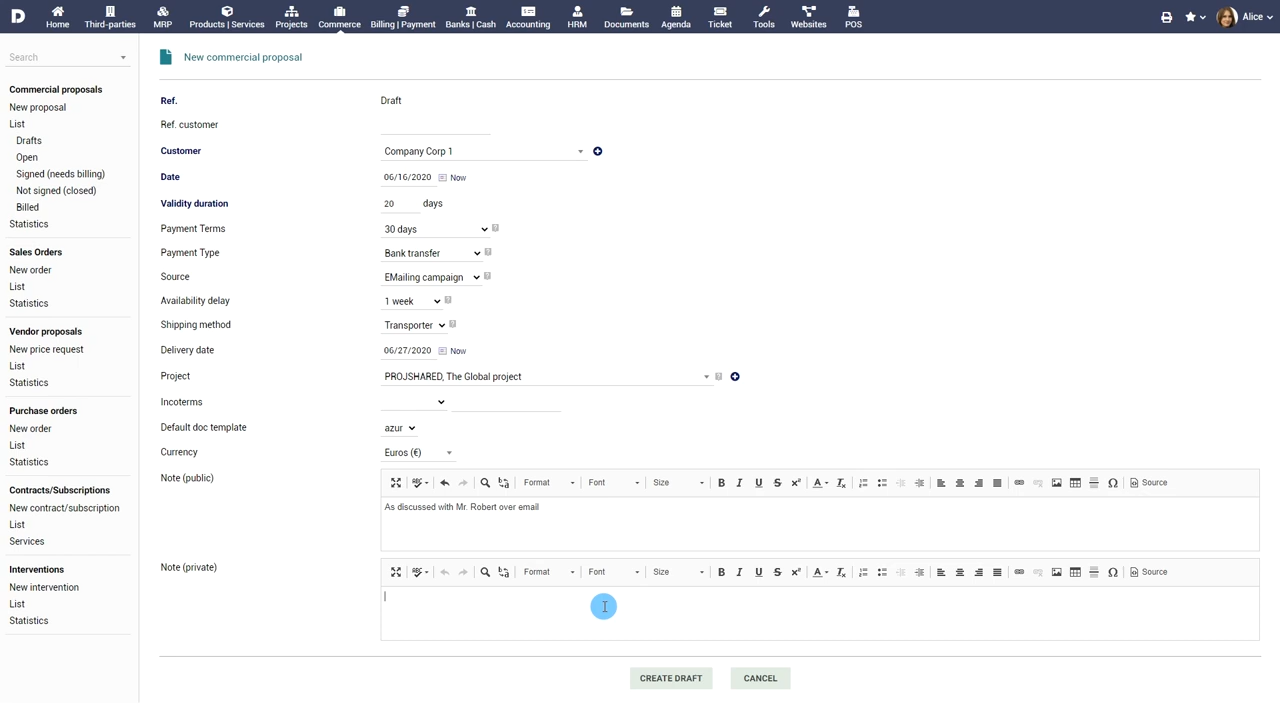 D
Home
Third-parties
MRP
Products | Services
Projects
Commerce
Billing | Payment
Banks | Cash
Accounting
HRM
Documents
Agenda
Ticket
Tools
Websites
POS
Alice
Search
Commercial proposals
New proposal
List
Drafts
Open
Signed (needs billing)
Not signed (closed)
Billed
Statistics
Sales Orders
New order
List
Statistics
Vendor proposals
New price request
List
Statistics
Purchase orders
New order
List
Statistics
Contracts/Subscriptions
New contract/subscription
List
Services
Interventions
New intervention
List
Statistics
New commercial proposal
Ref. Draft
Ref. customer
Customer Company Corp 1
Date 06/16/2020 Now
Validity duration 20 days
Payment Terms 30 days
Payment Type Bank transfer
Source EMailing campaign
Availability delay 1 week
Shipping method Transporter
Delivery date 06/27/2020 Now
Project PROJSHARED, The Global project
Incoterms
Default doc template azur
Currency Euros (€)
Note (public)
Format Font Size B I U S x² A Ω Source
As discussed with Mr. Robert over email
Note (private)
Format Font Size B I U S x² A Ω Source
CREATE DRAFT CANCEL